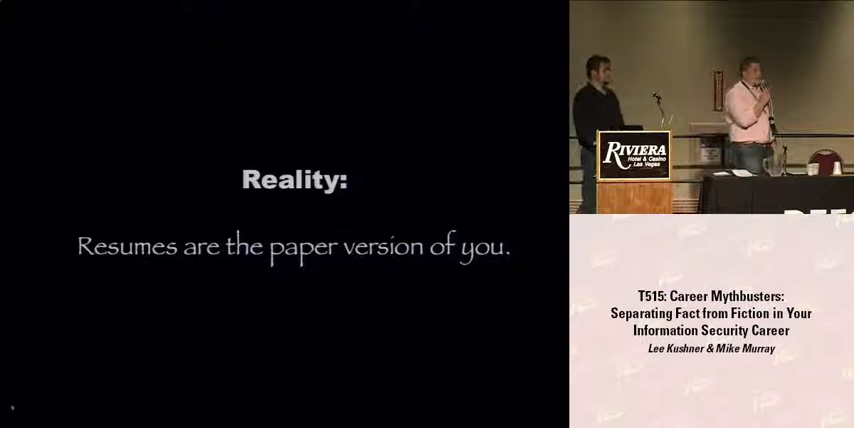 Reality:
Resumes are the paper version of you.
RIVIERA
Hotel & Casino
Las Vegas
T515: Career Mythbusters:
Separating Fact from Fiction in Your
Information Security Career
Lee Kushner & Mike Murray